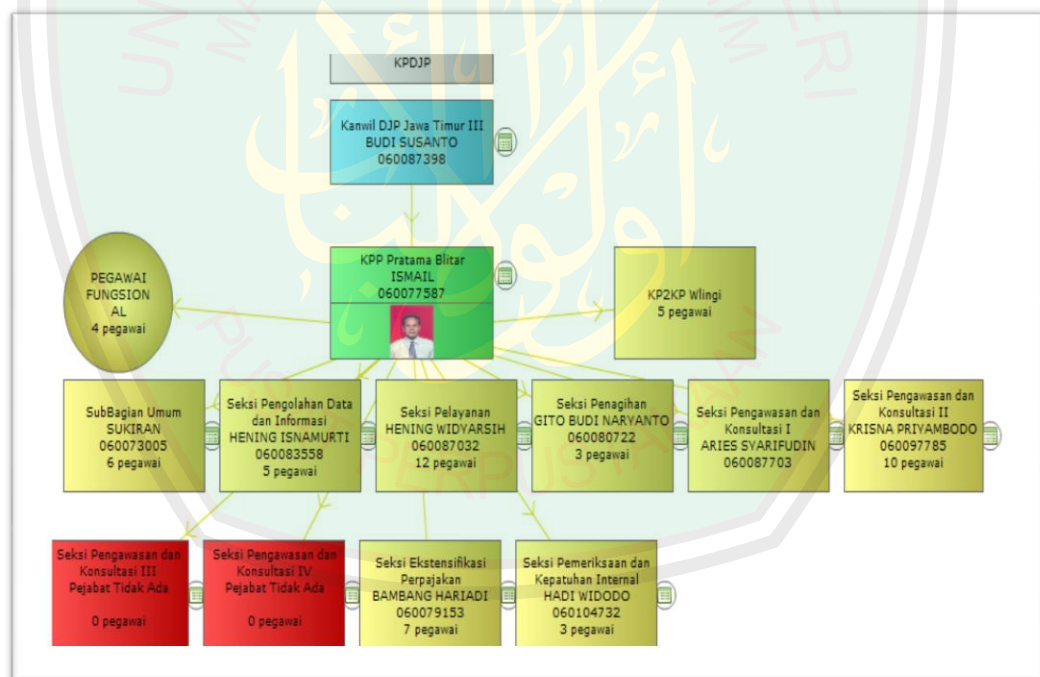 KPDJP
Kanwil DJP Jawa Timur III
BUDI SUSANTO
060087398
KPP Pratama Blitar
ISMAIL
060077587
PEGAWAI
FUNGSION
AL
4 pegawai
KP2KP Wlingi
5 pegawai
SubBagian Umum
SUKIRAN
060073005
6 pegawai
Seksi Pengolahan Data
dan Informasi
HENING ISNAMURTI
060083558
5 pegawai
Seksi Pelayanan
HENING WIDYARSIH
060087032
12 pegawai
Seksi Penagihan
GITO BUDI NARYANTO
060080722
3 pegawai
Seksi Pengawasan dan
Konsultasi I
ARIES SYARIFUDIN
060087703
Seksi Pengawasan dan
Konsultasi II
KRISNA PRIYAMBODO
060097785
10 pegawai
Seksi Pengawasan dan
Konsultasi III
Pejabat Tidak Ada
0 pegawai
Seksi Pengawasan dan
Konsultasi IV
Pejabat Tidak Ada
0 pegawai
Seksi Ekstensifikasi
Perpajakan
BAMBANG HARIADI
060079153
7 pegawai
Seksi Pemeriksaan dan
Kepatuhan Internal
HADI WIDODO
060104732
3 pegawai
PUSAT PERPUSTAKAAN